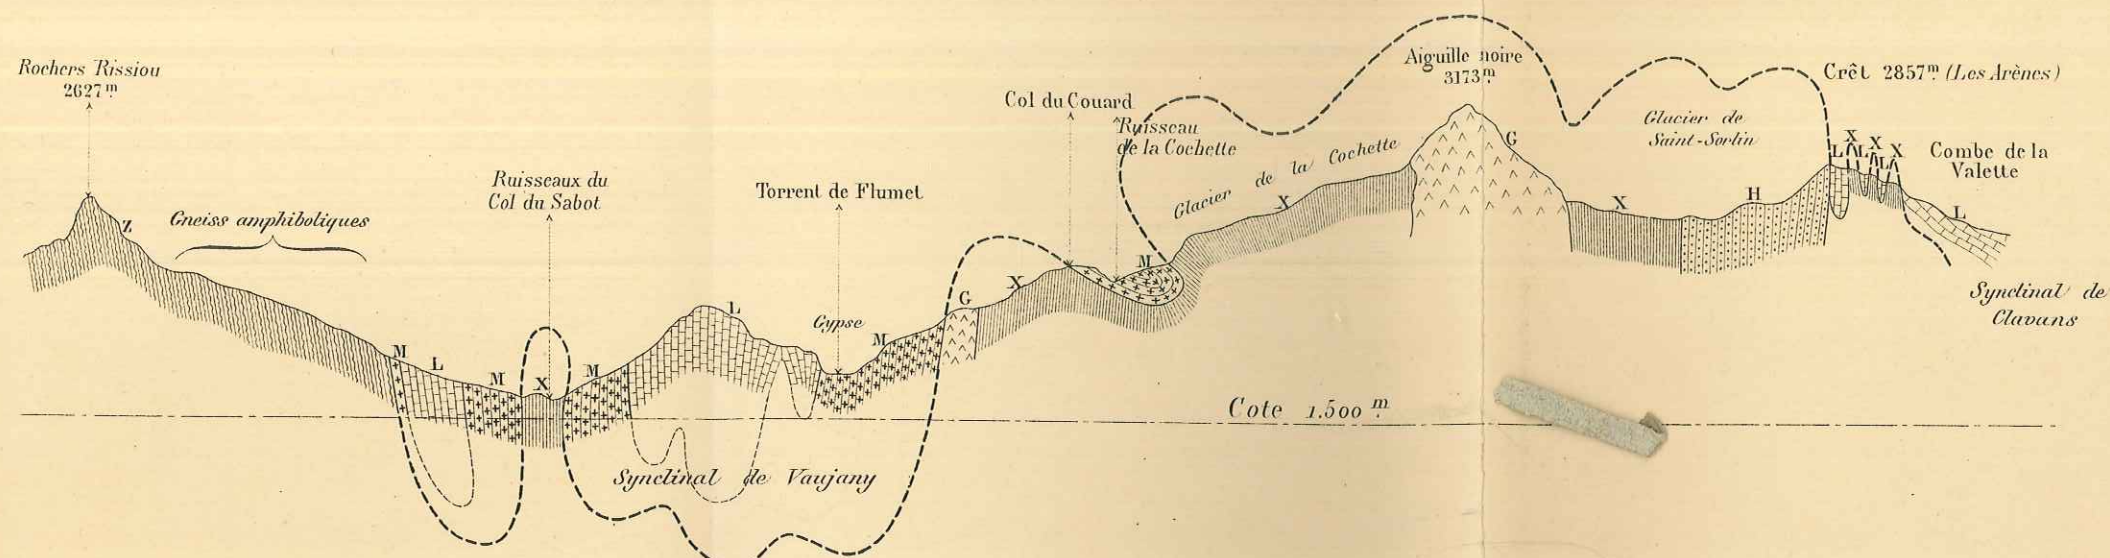 Rochers Rissiou
2627m
Z
Gneiss amphiboliques
M
L
M
X
Ruisseaux du
Col du Sabot
M
L
Torrent de Flumet
Gypse
M
G
X
Col du Couard
Ruisseau
de la Cochette
M
Glacier de la Cochette
X
Aiguille noire
3173m
G
X
Glacier de
Saint-Sorlin
H
Crêt 2857m (Les Arènes)
L X L X L X
Combe de la
Valette
L
Synclinal de
Clavans
Cote 1.500 m
Synclinal de Vaujany